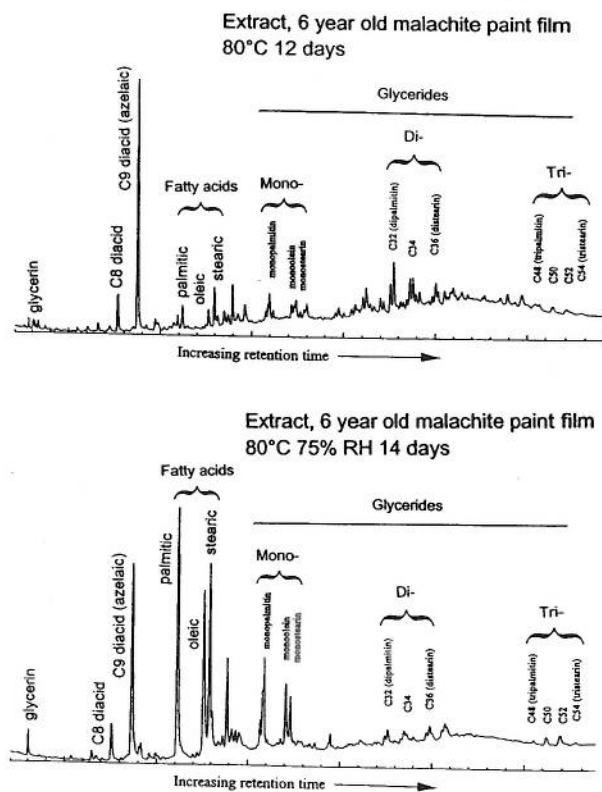 Extract, 6 year old malachite paint film
80°C 12 days
Glycerides
C9 diacid (azelaic)
Di-
Tri-
Fatty acids
Mono-
C8 diacid
glycerin
palmitic
oleic
stearic
monopalmitin
monoolein
monostearin
C32 (dipalmitin)
C34
C36 (distearin)
C48 (tripalmitin)
C50
C52
C54 (tristearin)
Increasing retention time
Extract, 6 year old malachite paint film
80°C 75% RH 14 days
Fatty acids
Glycerides
palmitic
stearic
C9 diacid (azelaic)
Mono-
Di-
Tri-
oleic
monopalmitin
monoolein
monostearin
glycerin
C8 diacid
C32 (dipalmitin)
C34
C36 (distearin)
C48 (tripalmitin)
C50
C52
C54 (tristearin)
Increasing retention time